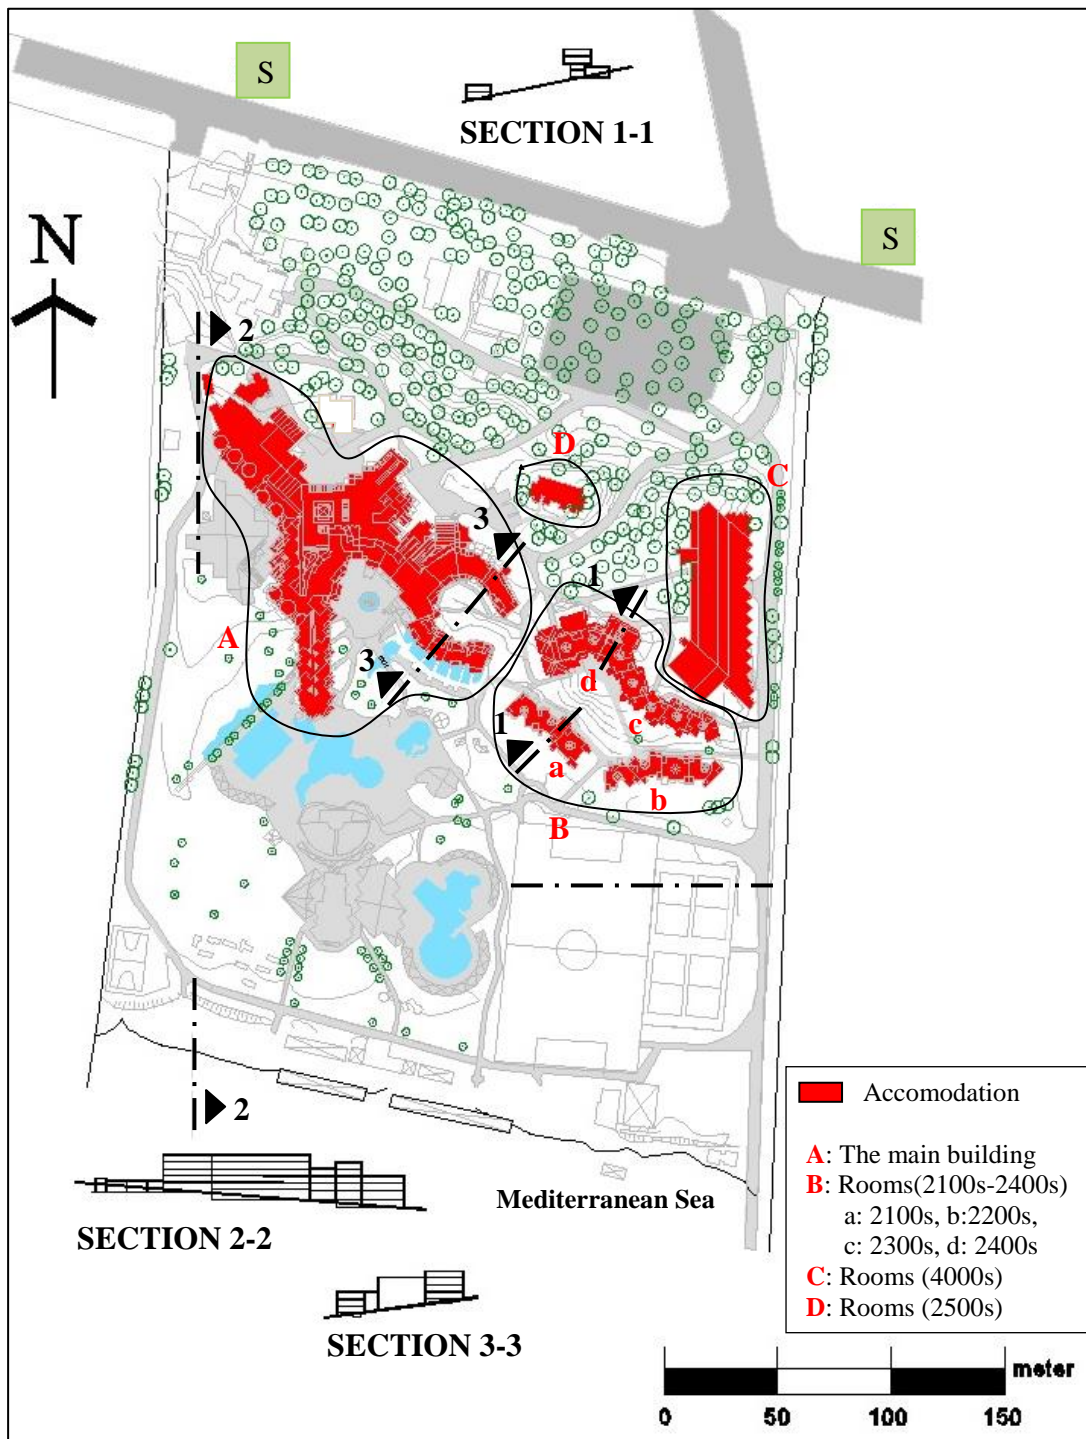 S
SECTION 1-1
S
N
2
D
C
3
1
A
3
d
c
1
a
b
B
2
Accomodation
A: The main building
B: Rooms(2100s-2400s)
a: 2100s, b:2200s,
c: 2300s, d: 2400s
C: Rooms (4000s)
D: Rooms (2500s)
Mediterranean Sea
SECTION 2-2
SECTION 3-3
meter
0 50 100 150